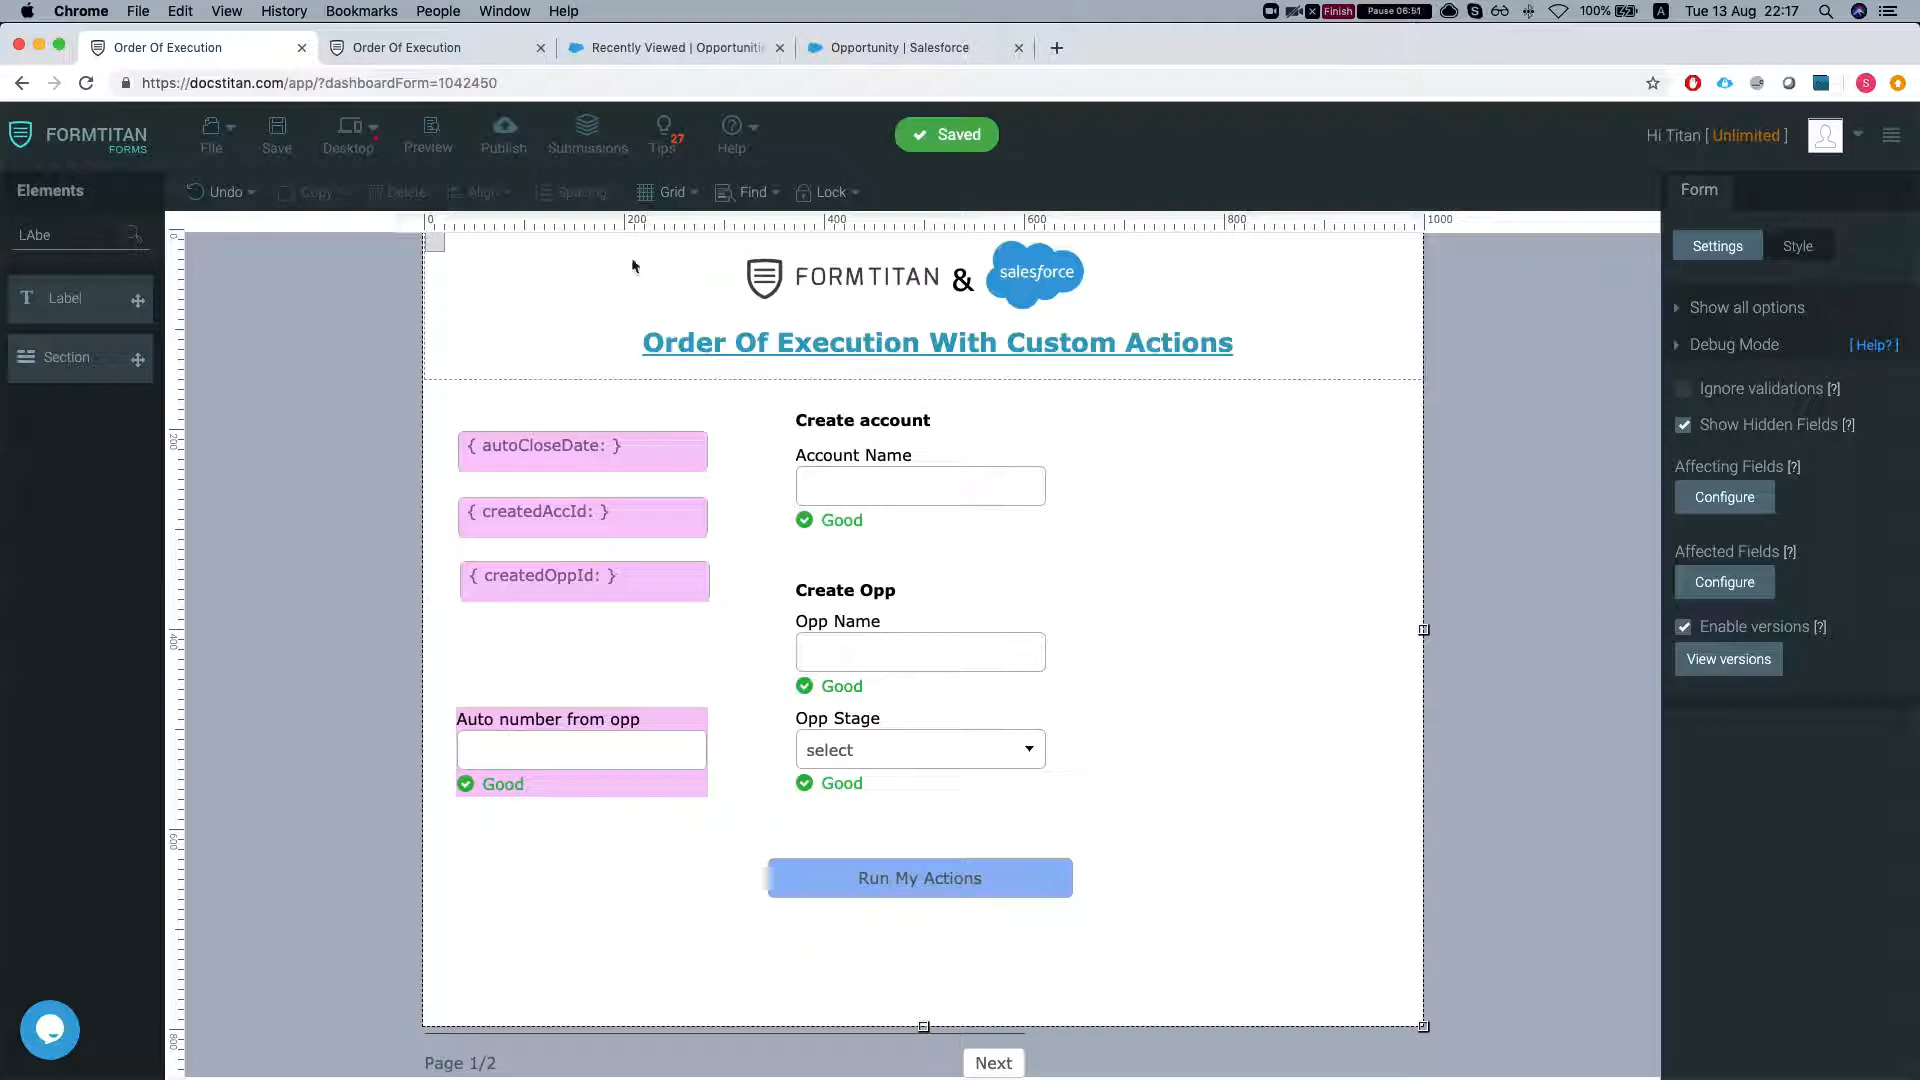 Chrome File Edit View History Bookmarks People Window Help Finish Pause 06:51 100% A Tue 13 Aug 22:17
Order Of Execution Order Of Execution Recently Viewed | Opportuniti Opportunity | Salesforce
https://docstitan.com/app/?dashboardForm=1042450 S
FORMTITAN
FORMS
File Save Desktop Preview Publish Submissions Tips 27 Help
Saved
Hi Titan [ Unlimited ]
Elements
Undo Copy Delete Align Spacing Grid Find Lock
Form
LAbe
Label
Section
0 200 400 600 800 1000
0
200
400
600
800
FORMTITAN & salesforce
Order Of Execution With Custom Actions
{ autoCloseDate: }
{ createdAccId: }
{ createdOppId: }
Auto number from opp
Good
Create account
Account Name
Good
Create Opp
Opp Name
Good
Opp Stage
select
Good
Run My Actions
Page 1/2
Next
Settings Style
Show all options
Debug Mode [ Help? ]
Ignore validations [?]
Show Hidden Fields [?]
Affecting Fields [?]
Configure
Affected Fields [?]
Configure
Enable versions [?]
View versions